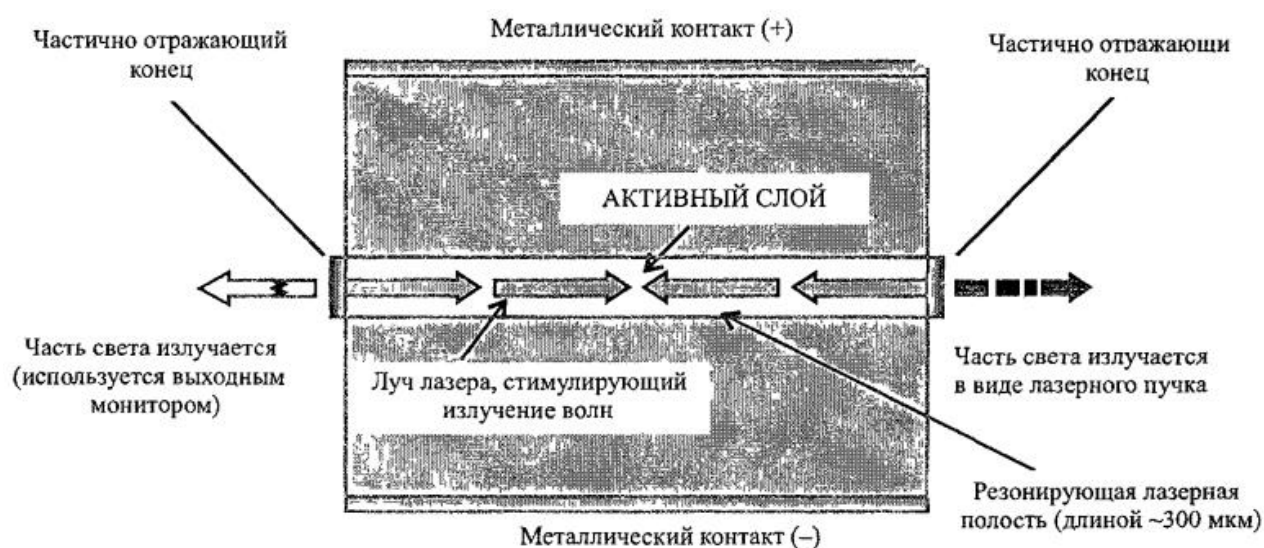 Металлический контакт (+)
Частично отражающий
конец
Частично отражающи
конец
АКТИВНЫЙ СЛОЙ
Часть света излучается
(используется выходным
монитором)
Луч лазера, стимулирующий
излучение волн
Часть света излучается
в виде лазерного пучка
Резонирующая лазерная
полость (длиной ~300 мкм)
Металлический контакт (–)